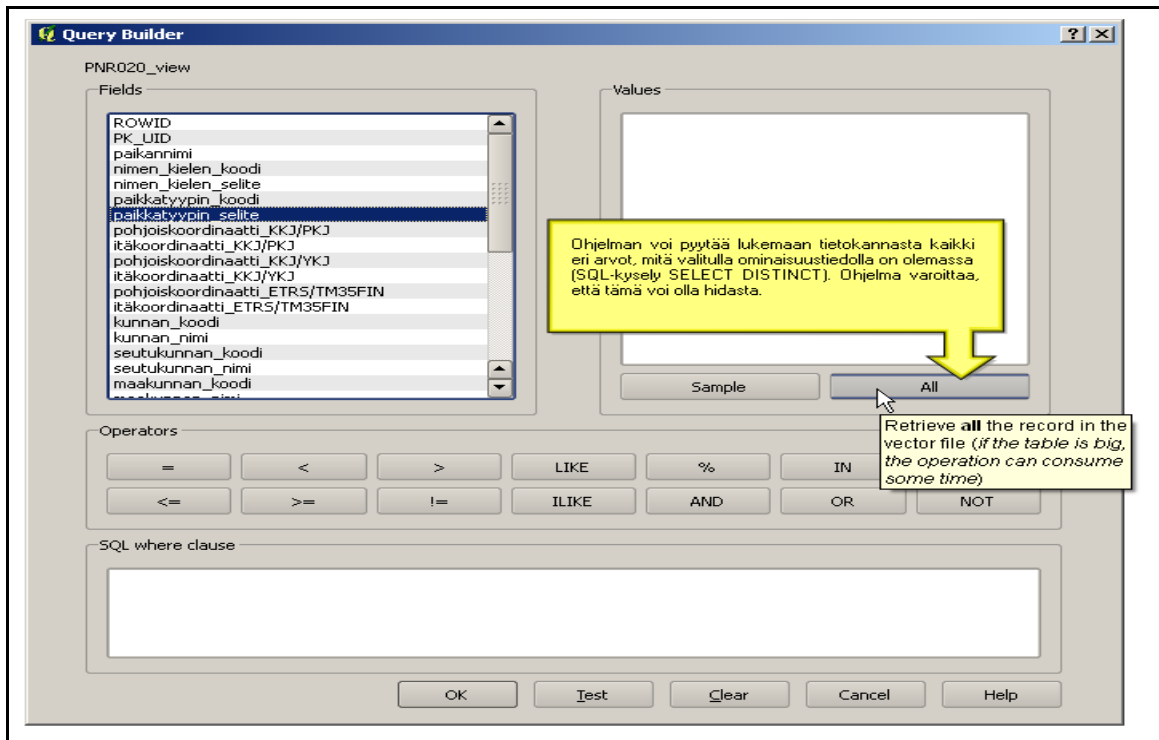 Query Builder
PNR020_view
Fields
ROWID
PK_UID
paikannimi
nimen_kielen_koodi
nimen_kielen_selite
paikkatyypin_koodi
paikkatyypin_selite
pohjoiskoordinaatti_KKJ/PKJ
itäkoordinaatti_KKJ/PKJ
pohjoiskoordinaatti_KKJ/YKJ
itäkoordinaatti_KKJ/YKJ
pohjoiskoordinaatti_ETRS/TM35FIN
itäkoordinaatti_ETRS/TM35FIN
kunnan_koodi
kunnan_nimi
seutukunnan_koodi
seutukunnan_nimi
maakunnan_koodi
Values
Ohjelman voi pyytää lukemaan tietokannasta kaikki
eri arvot, mitä valitulla ominaisuustiedolla on olemassa
(SQL-kysely SELECT DISTINCT). Ohjelma varoittaa,
että tämä voi olla hidasta.
Sample
All
Retrieve all the record in the
vector file (if the table is big,
the operation can consume
some time)
Operators
=
<
>
LIKE
%
IN
<=
>=
!=
ILIKE
AND
OR
NOT
SQL where clause
OK
Test
Clear
Cancel
Help